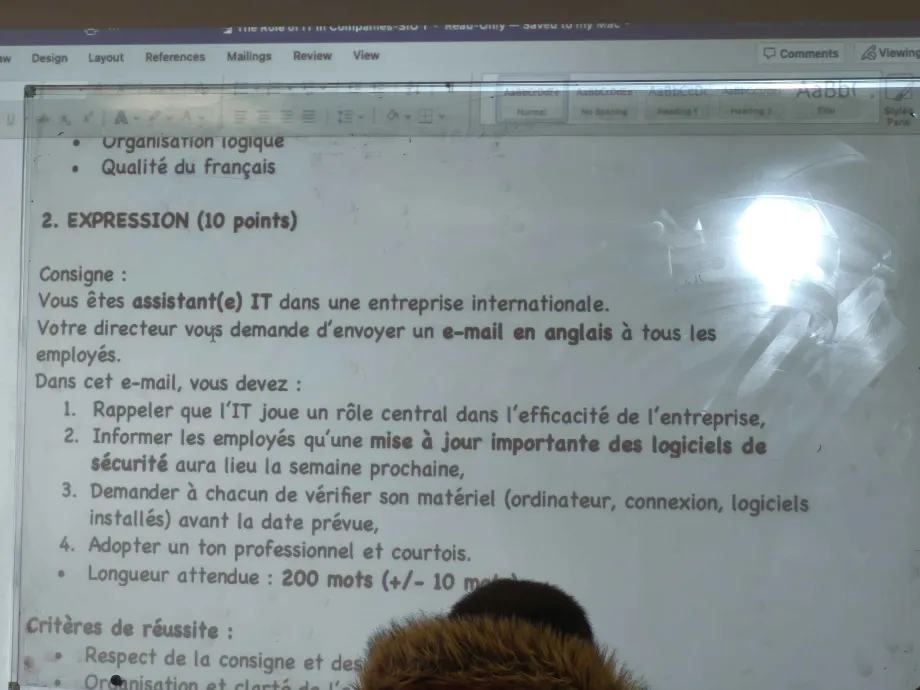 The Role of IT in Companies-SIO 1 - Read-Only — Saved to my Mac
Design Layout References Mailings Review View Comments Viewing
AaBbCcDdEe AaBbCcDdEe AaBbCcDc AaBbCcDdEe AaBb(
Normal No Spacing Heading 1 Heading 2 Title Styles
Pane
• Organisation logique
• Qualité du français
2. EXPRESSION (10 points)
Consigne :
Vous êtes assistant(e) IT dans une entreprise internationale.
Votre directeur vous demande d'envoyer un e-mail en anglais à tous les
employés.
Dans cet e-mail, vous devez :
1. Rappeler que l'IT joue un rôle central dans l'efficacité de l'entreprise,
2. Informer les employés qu'une mise à jour importante des logiciels de
sécurité aura lieu la semaine prochaine,
3. Demander à chacun de vérifier son matériel (ordinateur, connexion, logiciels
installés) avant la date prévue,
4. Adopter un ton professionnel et courtois.
• Longueur attendue : 200 mots (+/- 10
Critères de réussite :
• Respect de la consigne et des
• Organisation et clarté de